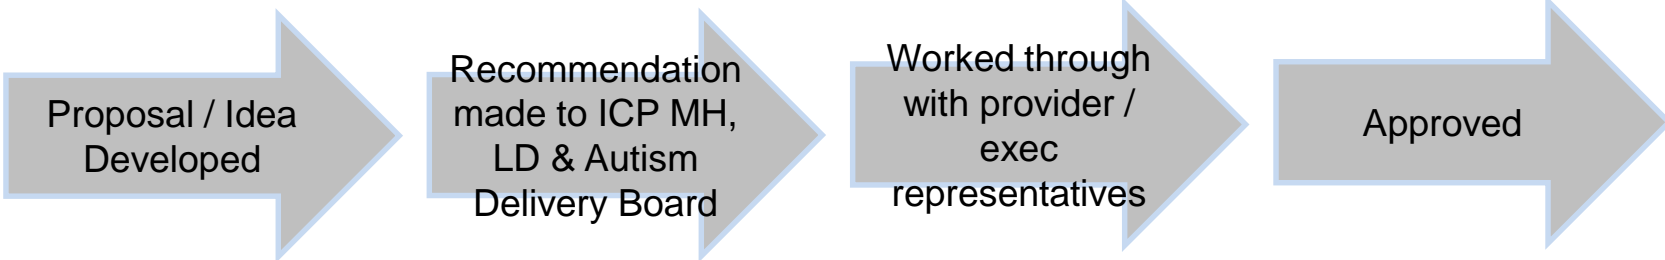 Proposal / Idea
Developed
Recommendation
made to ICP MH,
LD & Autism
Delivery Board
Worked through
with provider /
exec
representatives
Approved